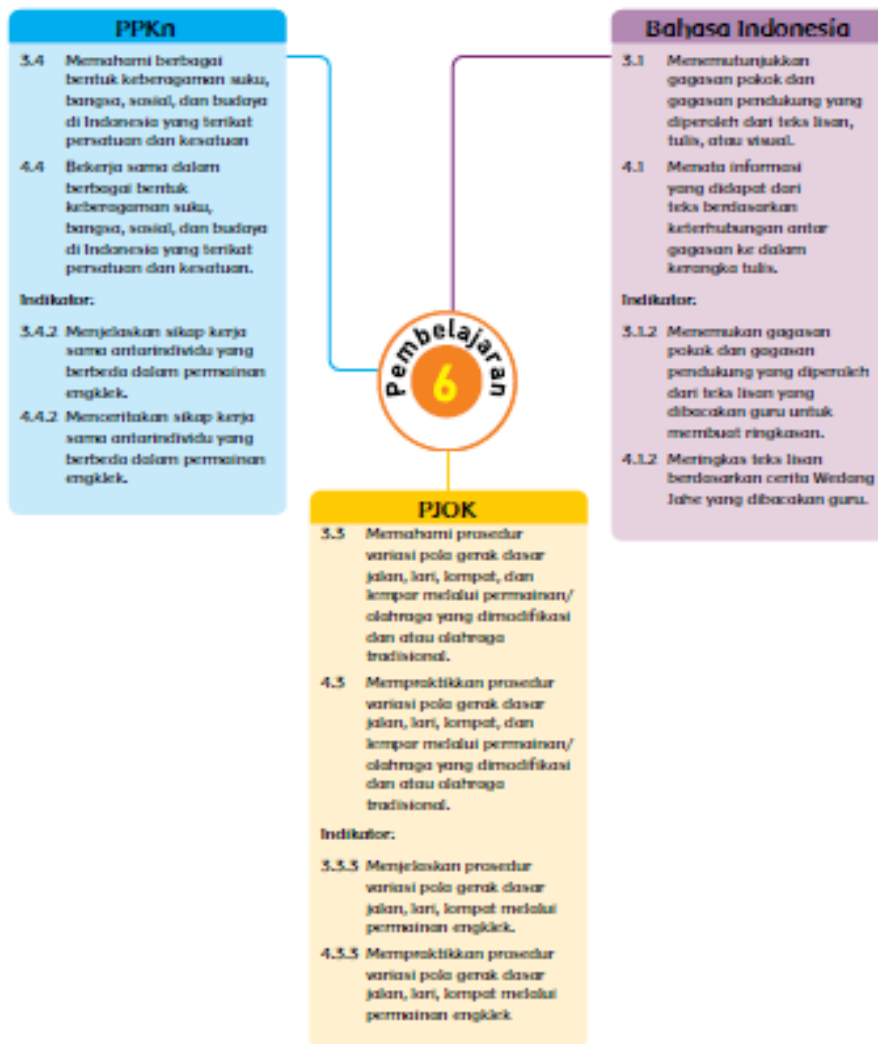 PPKn
3.4 Memahami berbagai
bentuk keberagaman suku,
bangsa, sosial, dan budaya
di Indonesia yang terikat
persatuan dan kesatuan
4.4 Bekerja sama dalam
berbagai bentuk
keberagaman suku,
bangsa, sosial, dan budaya
di Indonesia yang terikat
persatuan dan kesatuan.
Indikator:
3.4.2 Menjelaskan sikap kerja
sama antarindividu yang
berbeda dalam permainan
engklek.
4.4.2 Menceritakan sikap kerja
sama antarindividu yang
berbeda dalam permainan
engklek.
Bahasa Indonesia
3.1 Menemutunjukkan
gagasan pokok dan
gagasan pendukung yang
diperoleh dari teks lisan,
tulis, atau visual.
4.1 Menata informasi
yang didapat dari
teks berdasarkan
keterhubungan antar
gagasan ke dalam
kerangka tulis.
Indikator:
3.1.2 Menemukan gagasan
pokok dan gagasan
pendukung yang diperoleh
dari teks lisan yang
dibacakan guru untuk
membuat ringkasan.
4.1.2 Meringkas teks lisan
berdasarkan cerita Wedang
Jahe yang dibacakan guru.
Pembelajaran
6
PJOK
3.3 Memahami prosedur
variasi pola gerak dasar
jalan, lari, lompat, dan
lempar melalui permainan/
olahraga yang dimodifikasi
dan atau olahraga
tradisional.
4.3 Mempraktikkan prosedur
variasi pola gerak dasar
jalan, lari, lompat, dan
lempar melalui permainan/
olahraga yang dimodifikasi
dan atau olahraga
tradisional.
Indikator:
3.3.3 Menjelaskan prosedur
variasi pola gerak dasar
jalan, lari, lompat melalui
permainan engklek.
4.3.3 Mempraktikkan prosedur
variasi pola gerak dasar
jalan, lari, lompat melalui
permainan engklek